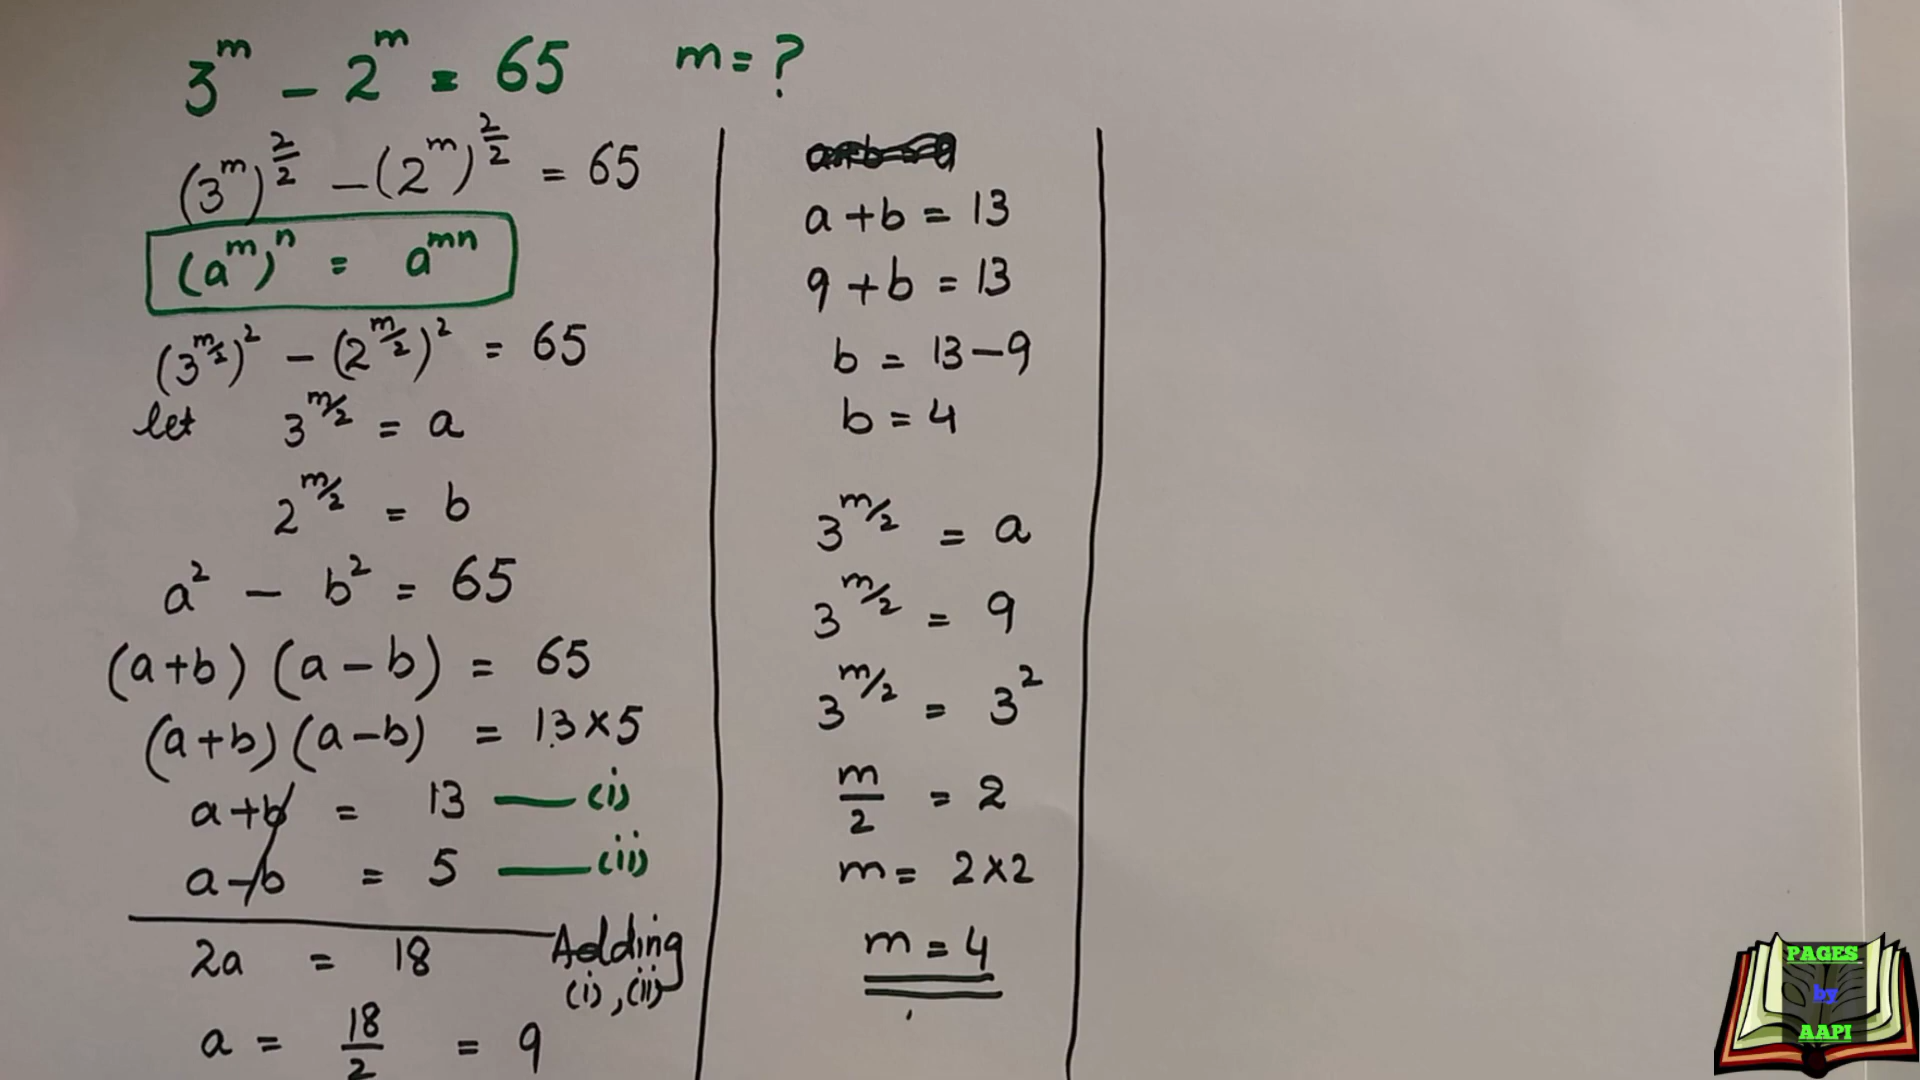 3^m - 2^m = 65 m = ?
(3^m)^(2/2) - (2^m)^(2/2) = 65
(a^m)^n = a^mn
(3^(m/2))^2 - (2^(m/2))^2 = 65
let 3^(m/2) = a
2^(m/2) = b
a^2 - b^2 = 65
(a+b) (a-b) = 65
(a+b) (a-b) = 13×5
a+b = 13 — (i)
a-b = 5 — (ii)
2a = 18 Adding (i), (ii)
a = 18/2 = 9
a+b = 13
9+b = 13
b = 13-9
b = 4
3^(m/2) = a
3^(m/2) = 9
3^(m/2) = 3^2
m/2 = 2
m = 2×2
m = 4
PAGES
by
AAPI